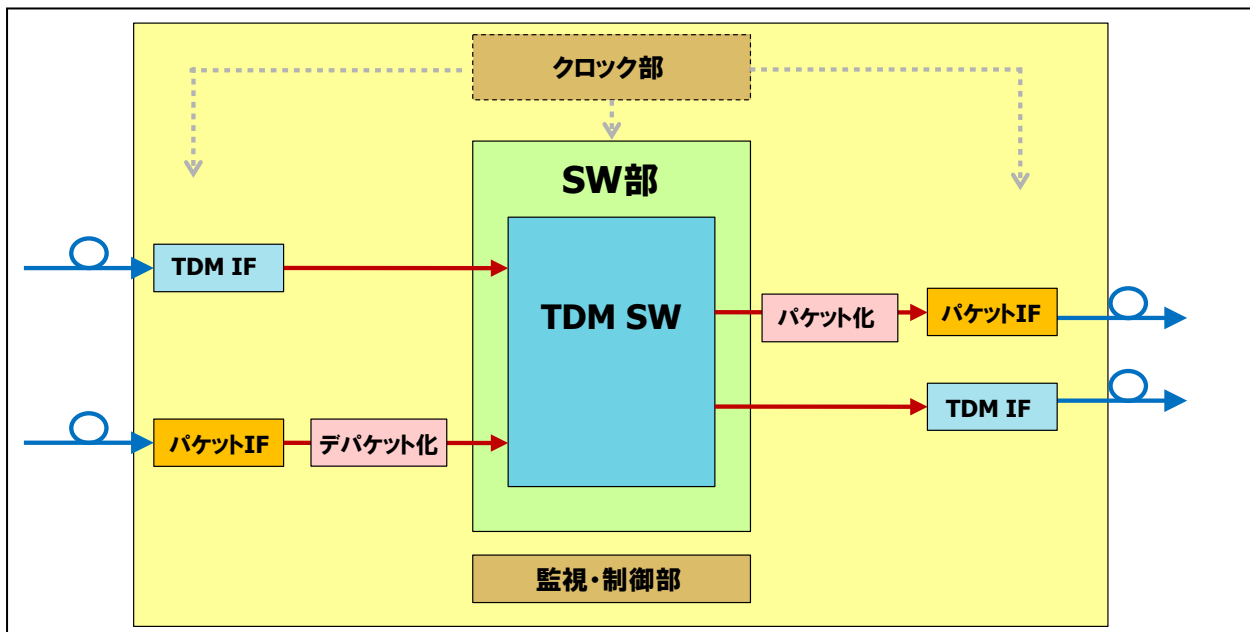 クロック部
SW部
TDM IF
TDM SW
パケット化
パケットIF
TDM IF
パケットIF
デパケット化
監視・制御部